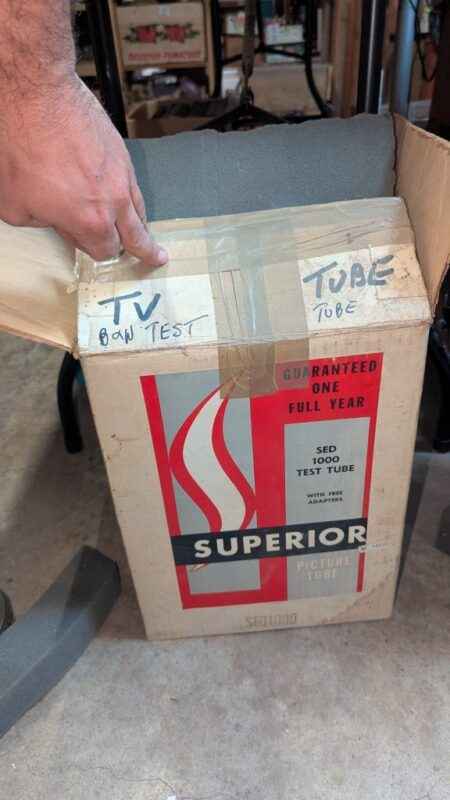 TV
B&W TEST
TUBE
TUBE
GUARANTEED
ONE
FULL YEAR
SED
1000
TEST TUBE
WITH FREE
ADAPTERS
SUPERIOR
PICTURE
TUBE
SED1000